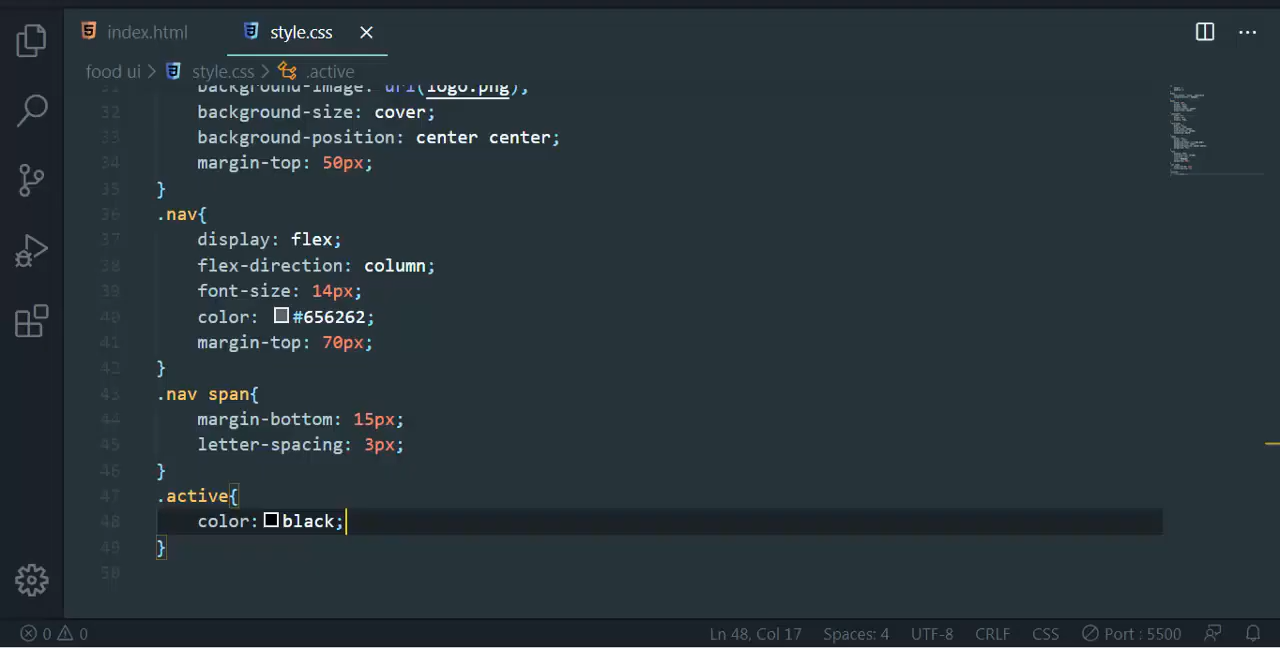 index.html
style.css
food ui > style.css > .active
31 background-image: url(logo.png);
32 background-size: cover;
33 background-position: center center;
34 margin-top: 50px;
35 }
36 .nav{
37 display: flex;
38 flex-direction: column;
39 font-size: 14px;
40 color: #656262;
41 margin-top: 70px;
42 }
43 .nav span{
44 margin-bottom: 15px;
45 letter-spacing: 3px;
46 }
47 .active{
48 color:black;
49 }
50
0 0 Ln 48, Col 17 Spaces: 4 UTF-8 CRLF CSS Port : 5500